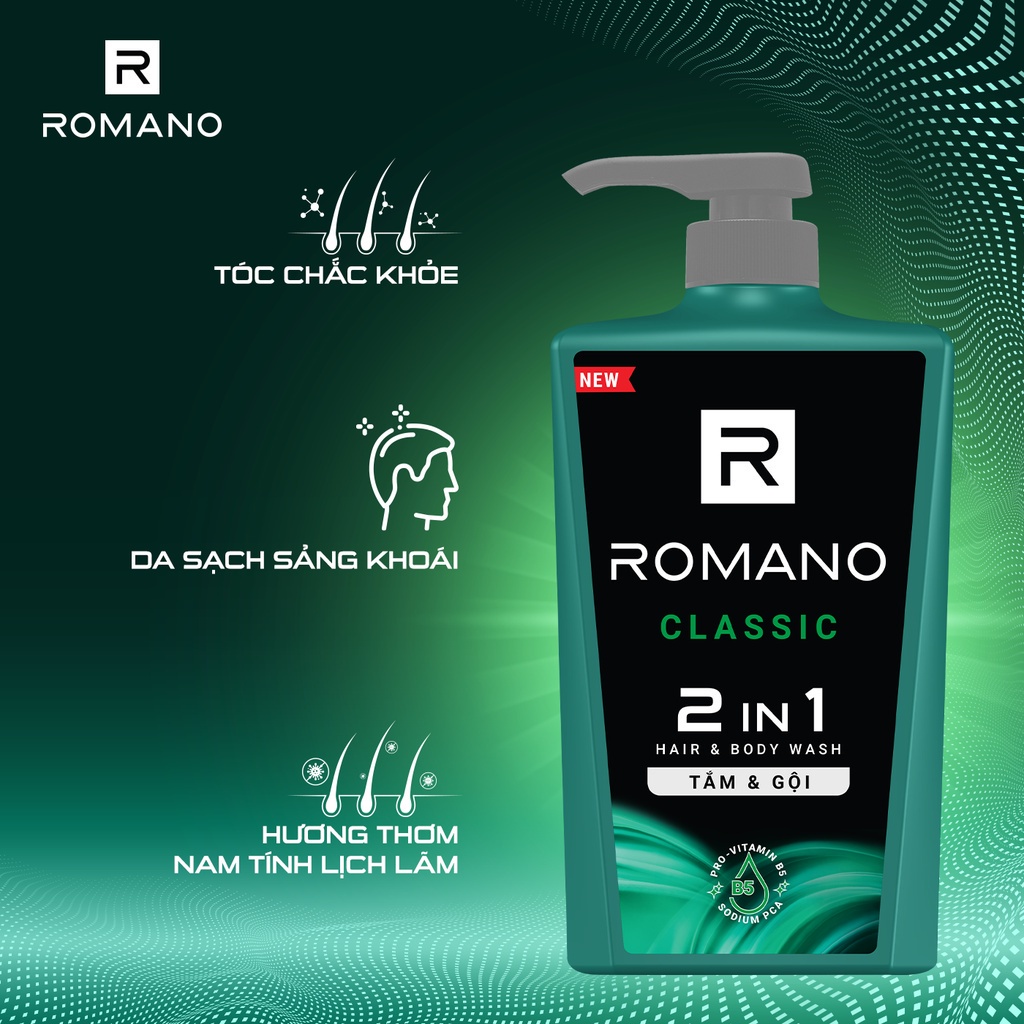 R
ROMANO
TÓC CHẮC KHỎE
DA SẠCH SẢNG KHOÁI
HƯƠNG THƠM
NAM TÍNH LỊCH LÃM
NEW
R
ROMANO
CLASSIC
2 IN 1
HAIR & BODY WASH
TẮM & GỘI
PRO-VITAMIN B5
B5
SODIUM PCA